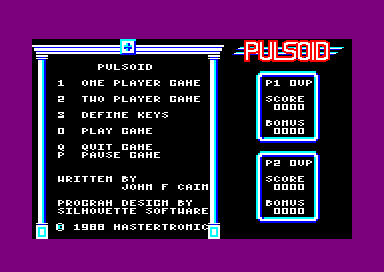 PULSOID
1 ONE PLAYER GAME
2 TWO PLAYER GAME
3 DEFINE KEYS
0 PLAY GAME
Q QUIT GAME
P PAUSE GAME
WRITTEN BY
JOHN F CAIN
PROGRAM DESIGN BY
SILHOUETTE SOFTWARE
© 1988 MASTERTRONIC
PULSOID
P1 OVP
SCORE
0000
BONUS
0000
P2 OVP
SCORE
0000
BONUS
0000